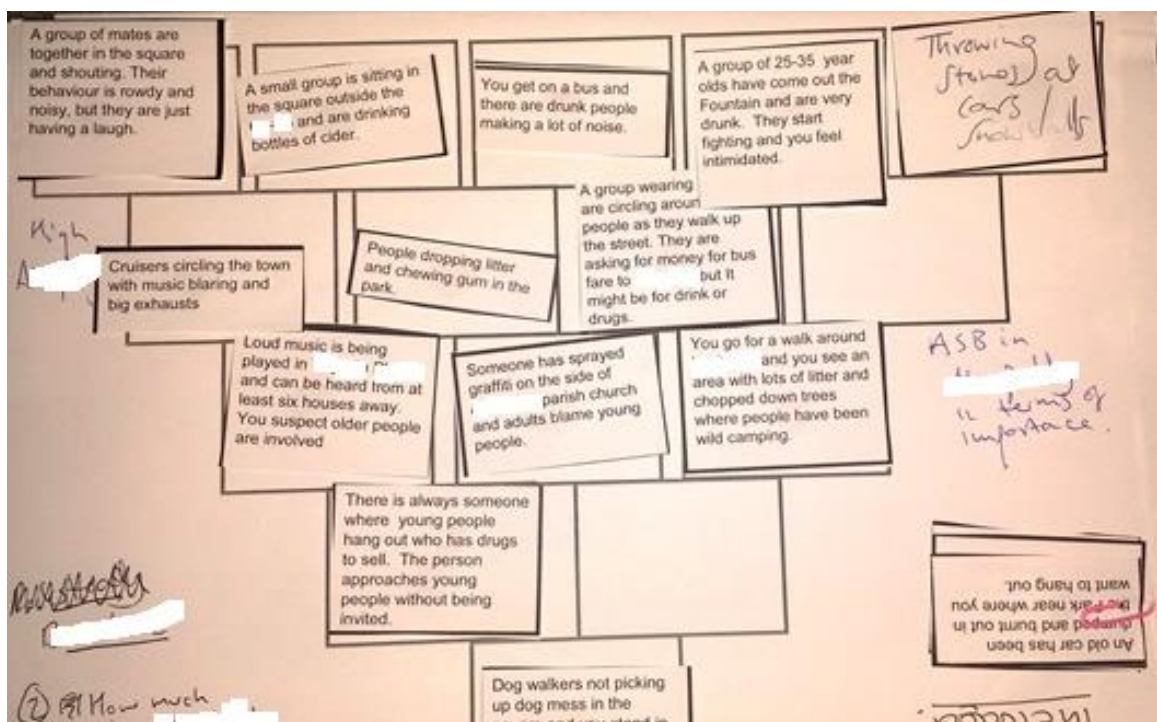 A group of mates are
together in the square
and shouting. Their
behaviour is rowdy and
noisy, but they are just
having a laugh.
A small group is sitting in
the square outside the
and are drinking
bottles of cider.
You get on a bus and
there are drunk people
making a lot of noise.
A group of 25-35 year
olds have come out the
Fountain and are very
drunk. They start
fighting and you feel
intimidated.
Throwing
stones at
cars
High
Cruisers circling the town
with music blaring and
big exhausts
People dropping litter
and chewing gum in the
park.
A group wearing
are circling around
people as they walk up
the street. They are
asking for money for bus
fare to but it
might be for drink or
drugs.
Loud music is being
played in
and can be heard from at
least six houses away.
You suspect older people
are involved
Someone has sprayed
graffiti on the side of
parish church
and adults blame young
people.
You go for a walk around
and you see an
area with lots of litter and
chopped down trees
where people have been
wild camping.
ASB in
in terms of
importance.
There is always someone
where young people
hang out who has drugs
to sell. The person
approaches young
people without being
invited.
An old car has been
dumped and burnt out in
the Park near where you
want to hang out.
Dog walkers not picking
up dog mess in the
② How much